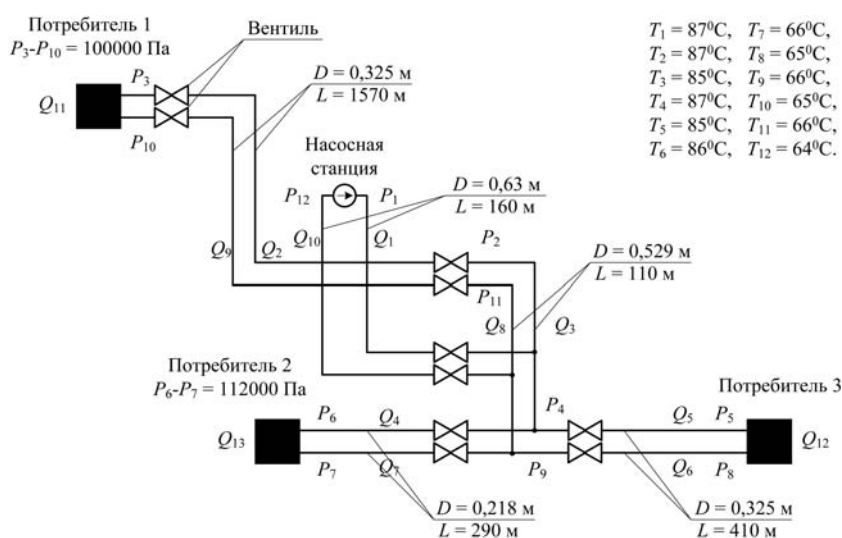 Потребитель 1
P3-P10 = 100000 Па
Вентиль
T1 = 87⁰C, T7 = 66⁰C,
T2 = 87⁰C, T8 = 65⁰C,
T3 = 85⁰C, T9 = 66⁰C,
T4 = 87⁰C, T10 = 65⁰C,
T5 = 85⁰C, T11 = 66⁰C,
T6 = 86⁰C, T12 = 64⁰C.
P3
D = 0,325 м
L = 1570 м
Q11
P10
Насосная
станция
P12
P1
D = 0,63 м
L = 160 м
Q9
Q2
Q10
Q1
P2
D = 0,529 м
L = 110 м
P11
Q8
Q3
Потребитель 2
P6-P7 = 112000 Па
Потребитель 3
P6
Q4
P4
Q5
P5
Q13
Q12
P7
Q7
P9
Q6
P8
D = 0,218 м
L = 290 м
D = 0,325 м
L = 410 м